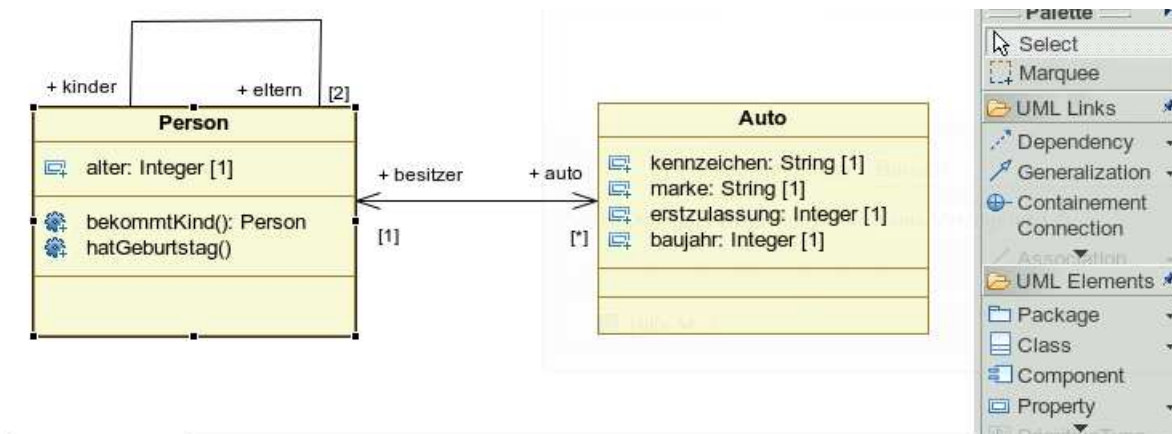 + kinder
+ eltern
[2]
Person
alter: Integer [1]
bekommtKind(): Person
hatGeburtstag()
+ besitzer
+ auto
[1]
[*]
Auto
kennzeichen: String [1]
marke: String [1]
erstzulassung: Integer [1]
baujahr: Integer [1]
Palette
Select
Marquee
UML Links
Dependency
Generalization
Containement
Connection
Association
UML Elements
Package
Class
Component
Property